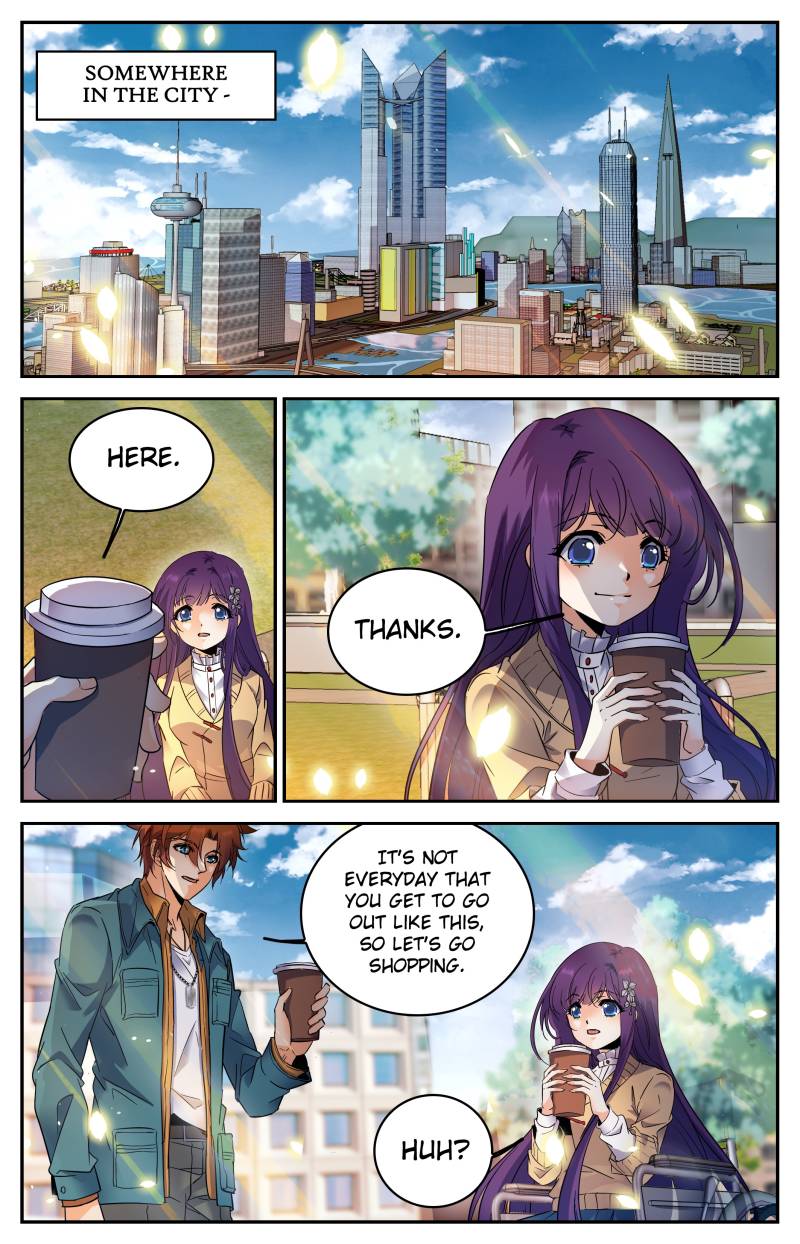 SOMEWHERE
IN THE CITY -
HERE.
THANKS.
IT'S NOT
EVERYDAY THAT
YOU GET TO GO
OUT LIKE THIS,
SO LET'S GO
SHOPPING.
HUH?